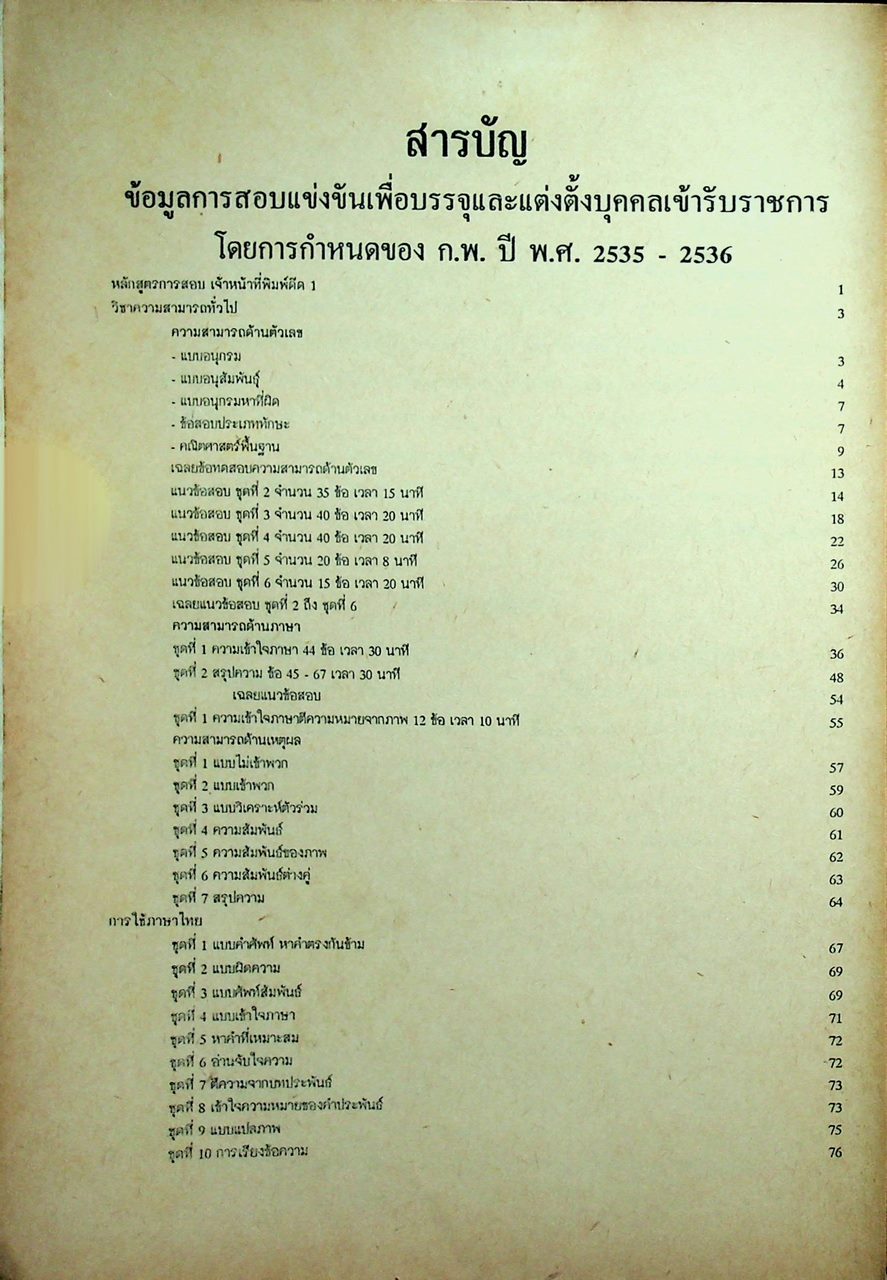 สารบัญ
ข้อมูลการสอบแข่งขันเพื่อบรรจุและแต่งตั้งบุคคลเข้ารับราชการ
โดยการกำหนดของ ก.พ. ปี พ.ศ. 2535 - 2536
หลักสูตรการสอบ เจ้าหน้าที่พิมพ์ดีด 1 1
วิชาความสามารถทั่วไป 3
ความสามารถด้านตัวเลข
- แบบอนุกรม 3
- แบบอนุสัมพันธุ์ 4
- แบบอนุกรมหาที่ผิด 7
- ข้อสอบประเภททักษะ 7
- คณิตศาสตร์พื้นฐาน 9
เฉลยข้อทดสอบความสามารถด้านตัวเลข 13
แนวข้อสอบ ชุดที่ 2 จำนวน 35 ข้อ เวลา 15 นาที 14
แนวข้อสอบ ชุดที่ 3 จำนวน 40 ข้อ เวลา 20 นาที 18
แนวข้อสอบ ชุดที่ 4 จำนวน 40 ข้อ เวลา 20 นาที 22
แนวข้อสอบ ชุดที่ 5 จำนวน 20 ข้อ เวลา 8 นาที 26
แนวข้อสอบ ชุดที่ 6 จำนวน 15 ข้อ เวลา 20 นาที 30
เฉลยแนวข้อสอบ ชุดที่ 2 ถึง ชุดที่ 6 34
ความสามารถด้านภาษา
ชุดที่ 1 ความเข้าใจภาษา 44 ข้อ เวลา 30 นาที 36
ชุดที่ 2 สรุปความ ข้อ 45 - 67 เวลา 30 นาที 48
เฉลยแนวข้อสอบ 54
ชุดที่ 1 ความเข้าใจภาษาตีความหมายจากภาพ 12 ข้อ เวลา 10 นาที 55
ความสามารถด้านเหตุผล
ชุดที่ 1 แบบไม่เข้าพวก 57
ชุดที่ 2 แบบเข้าพวก 59
ชุดที่ 3 แบบวิเคราะห์ตัวร่วม 60
ชุดที่ 4 ความสัมพันธ์ 61
ชุดที่ 5 ความสัมพันธ์ของภาพ 62
ชุดที่ 6 ความสัมพันธ์ต่างคู่ 63
ชุดที่ 7 สรุปความ 64
การใช้ภาษาไทย
ชุดที่ 1 แบบคำศัพท์ หาคำตรงกันข้าม 67
ชุดที่ 2 แบบผิดความ 69
ชุดที่ 3 แบบศัพท์สัมพันธ์ 69
ชุดที่ 4 แบบเข้าใจภาษา 71
ชุดที่ 5 หาคำที่เหมาะสม 72
ชุดที่ 6 อ่านจับใจความ 72
ชุดที่ 7 ตีความจากบทประพันธ์ 73
ชุดที่ 8 เข้าใจความหมายของคำประพันธ์ 73
ชุดที่ 9 แบบแปลภาพ 75
ชุดที่ 10 การเรียงข้อความ 76